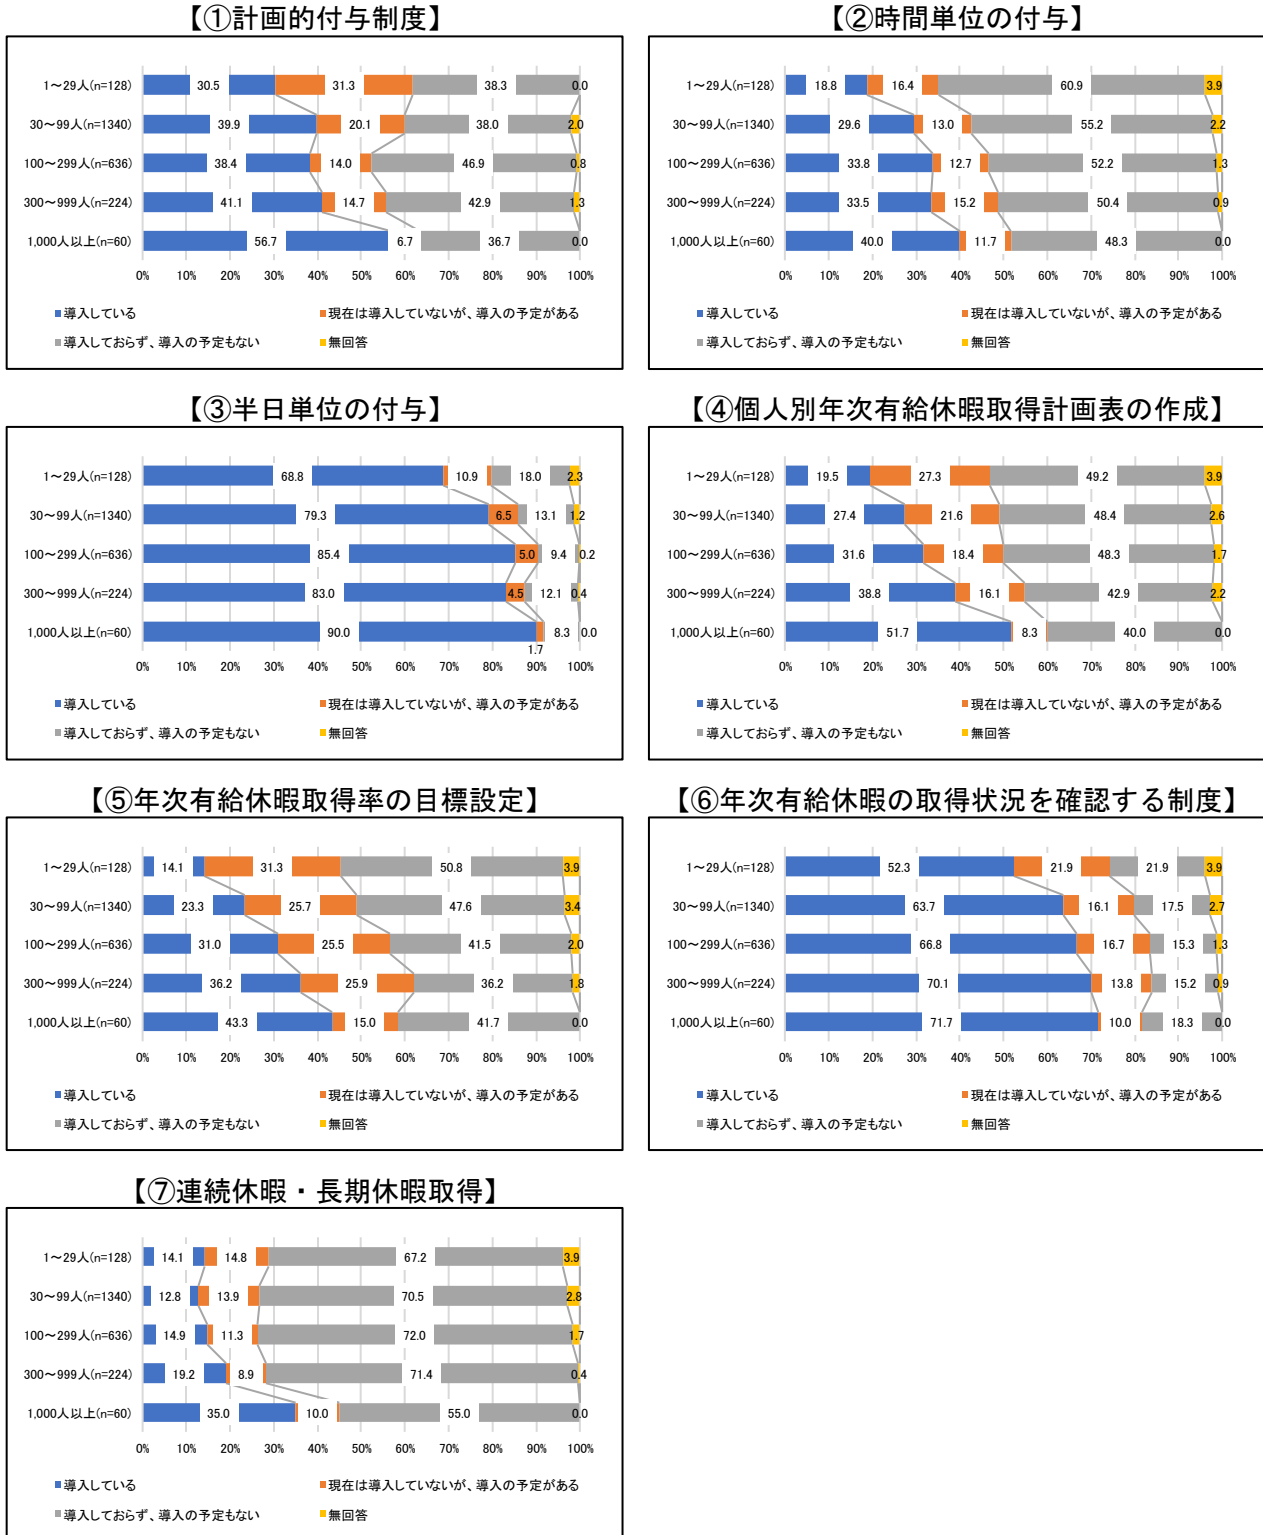 【①計画的付与制度】
1～29人(n=128) 30.5 31.3 38.3 0.0
30～99人(n=1340) 39.9 20.1 38.0 2.0
100～299人(n=636) 38.4 14.0 46.9 0.8
300～999人(n=224) 41.1 14.7 42.9 1.3
1,000人以上(n=60) 56.7 6.7 36.7 0.0
0% 10% 20% 30% 40% 50% 60% 70% 80% 90% 100%
導入している 現在は導入していないが、導入の予定がある
導入しておらず、導入の予定もない 無回答
【②時間単位の付与】
1～29人(n=128) 18.8 16.4 60.9 3.9
30～99人(n=1340) 29.6 13.0 55.2 2.2
100～299人(n=636) 33.8 12.7 52.2 1.3
300～999人(n=224) 33.5 15.2 50.4 0.9
1,000人以上(n=60) 40.0 11.7 48.3 0.0
0% 10% 20% 30% 40% 50% 60% 70% 80% 90% 100%
導入している 現在は導入していないが、導入の予定がある
導入しておらず、導入の予定もない 無回答
【③半日単位の付与】
1～29人(n=128) 68.8 10.9 18.0 2.3
30～99人(n=1340) 79.3 6.5 13.1 1.2
100～299人(n=636) 85.4 5.0 9.4 0.2
300～999人(n=224) 83.0 4.5 12.1 0.4
1,000人以上(n=60) 90.0 1.7 8.3 0.0
0% 10% 20% 30% 40% 50% 60% 70% 80% 90% 100%
導入している 現在は導入していないが、導入の予定がある
導入しておらず、導入の予定もない 無回答
【④個人別年次有給休暇取得計画表の作成】
1～29人(n=128) 19.5 27.3 49.2 3.9
30～99人(n=1340) 27.4 21.6 48.4 2.6
100～299人(n=636) 31.6 18.4 48.3 1.7
300～999人(n=224) 38.8 16.1 42.9 2.2
1,000人以上(n=60) 51.7 8.3 40.0 0.0
0% 10% 20% 30% 40% 50% 60% 70% 80% 90% 100%
導入している 現在は導入していないが、導入の予定がある
導入しておらず、導入の予定もない 無回答
【⑤年次有給休暇取得率の目標設定】
1～29人(n=128) 14.1 31.3 50.8 3.9
30～99人(n=1340) 23.3 25.7 47.6 3.4
100～299人(n=636) 31.0 25.5 41.5 2.0
300～999人(n=224) 36.2 25.9 36.2 1.8
1,000人以上(n=60) 43.3 15.0 41.7 0.0
0% 10% 20% 30% 40% 50% 60% 70% 80% 90% 100%
導入している 現在は導入していないが、導入の予定がある
導入しておらず、導入の予定もない 無回答
【⑥年次有給休暇の取得状況を確認する制度】
1～29人(n=128) 52.3 21.9 21.9 3.9
30～99人(n=1340) 63.7 16.1 17.5 2.7
100～299人(n=636) 66.8 16.7 15.3 1.3
300～999人(n=224) 70.1 13.8 15.2 0.9
1,000人以上(n=60) 71.7 10.0 18.3 0.0
0% 10% 20% 30% 40% 50% 60% 70% 80% 90% 100%
導入している 現在は導入していないが、導入の予定がある
導入しておらず、導入の予定もない 無回答
【⑦連続休暇・長期休暇取得】
1～29人(n=128) 14.1 14.8 67.2 3.9
30～99人(n=1340) 12.8 13.9 70.5 2.8
100～299人(n=636) 14.9 11.3 72.0 1.7
300～999人(n=224) 19.2 8.9 71.4 0.4
1,000人以上(n=60) 35.0 10.0 55.0 0.0
0% 10% 20% 30% 40% 50% 60% 70% 80% 90% 100%
導入している 現在は導入していないが、導入の予定がある
導入しておらず、導入の予定もない 無回答